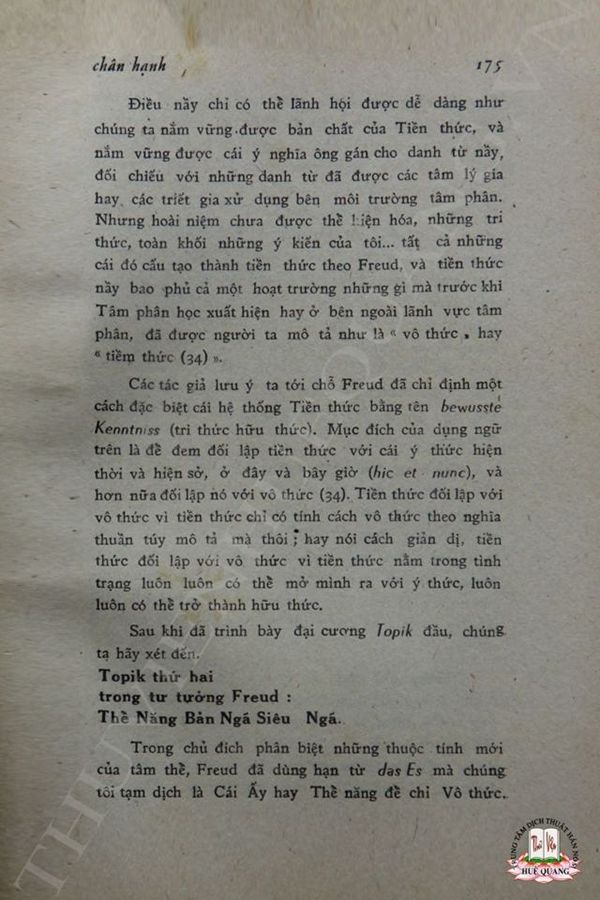 chân hạnh 175
Điều nầy chỉ có thể lãnh hội được dễ dàng như
chúng ta nắm vững được bản chất của Tiền thức, và
nắm vững được cái ý nghĩa ông gán cho danh từ nầy,
đối chiếu với những danh từ đã được các tâm lý gia
hay các triết gia xử dụng bên môi trường tâm phân.
Nhưng hoài niệm chưa được thể hiện hóa, những tri
thức, toàn khối những ý kiến của tôi... tất cả những
cái đó cấu tạo thành tiền thức theo Freud, và tiền thức
nầy bao phủ cả một hoạt trường những gì mà trước khi
Tâm phân học xuất hiện hay ở bên ngoài lãnh vực tâm
phân, đã được người ta mô tả như là « vô thức , hay
« tiềm thức (34) ».
Các tác giả lưu ý ta tới chỗ Freud đã chỉ định một
cách đặc biệt cái hệ thống Tiền thức bằng tên bewusste
Kenntniss (tri thức hữu thức). Mục đích của dụng ngữ
trên là để đem đối lập tiền thức với cái ý thức hiện
thời và hiện sở, ở đây và bây giờ (hic et nunc), và
hơn nữa đối lập nó với vô thức (34). Tiền thức đối lập với
vô thức vì tiền thức chỉ có tính cách vô thức theo nghĩa
thuần túy mô tả mà thôi ; hay nói cách giản dị, tiền
thức đối lập với vô thức vì tiền thức nằm trong tình
trạng luôn luôn có thể mở mình ra với ý thức, luôn
luôn có thể trở thành hữu thức.
Sau khi đã trình bày đại cương Topik đầu, chúng
ta hãy xét đến.
Topik thứ hai
trong tư tưởng Freud :
Thể Năng Bản Ngã Siêu Ngã.
Trong chủ đích phân biệt những thuộc tính mới
của tâm thể, Freud đã dùng hạn từ das Es mà chúng
tôi tạm dịch là Cái Ấy hay Thể năng để chỉ Vô thức.
TRUNG TÂM DỊCH THUẬT HÁN NÔM
HUỆ QUANG